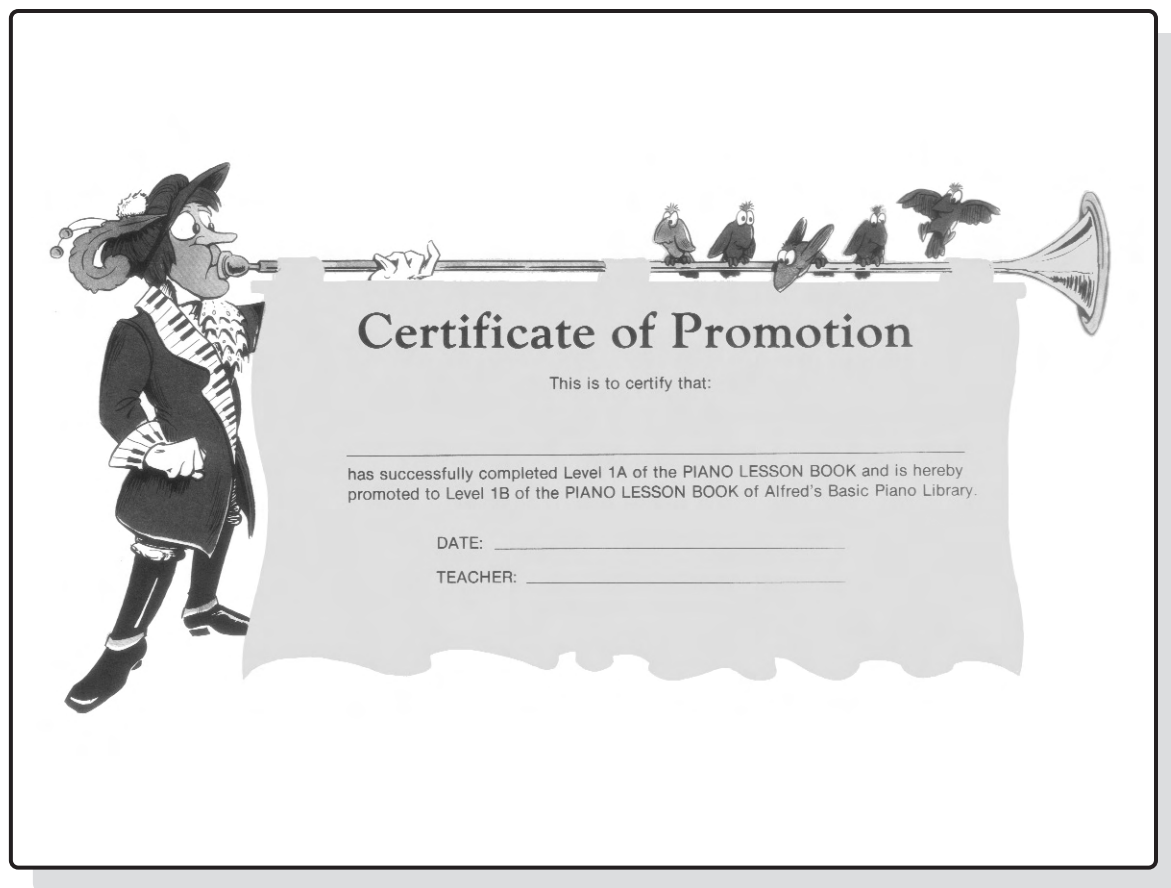 Certificate of Promotion
This is to certify that:
has successfully completed Level 1A of the PIANO LESSON BOOK and is hereby
promoted to Level 1B of the PIANO LESSON BOOK of Alfred's Basic Piano Library.
DATE:
TEACHER: